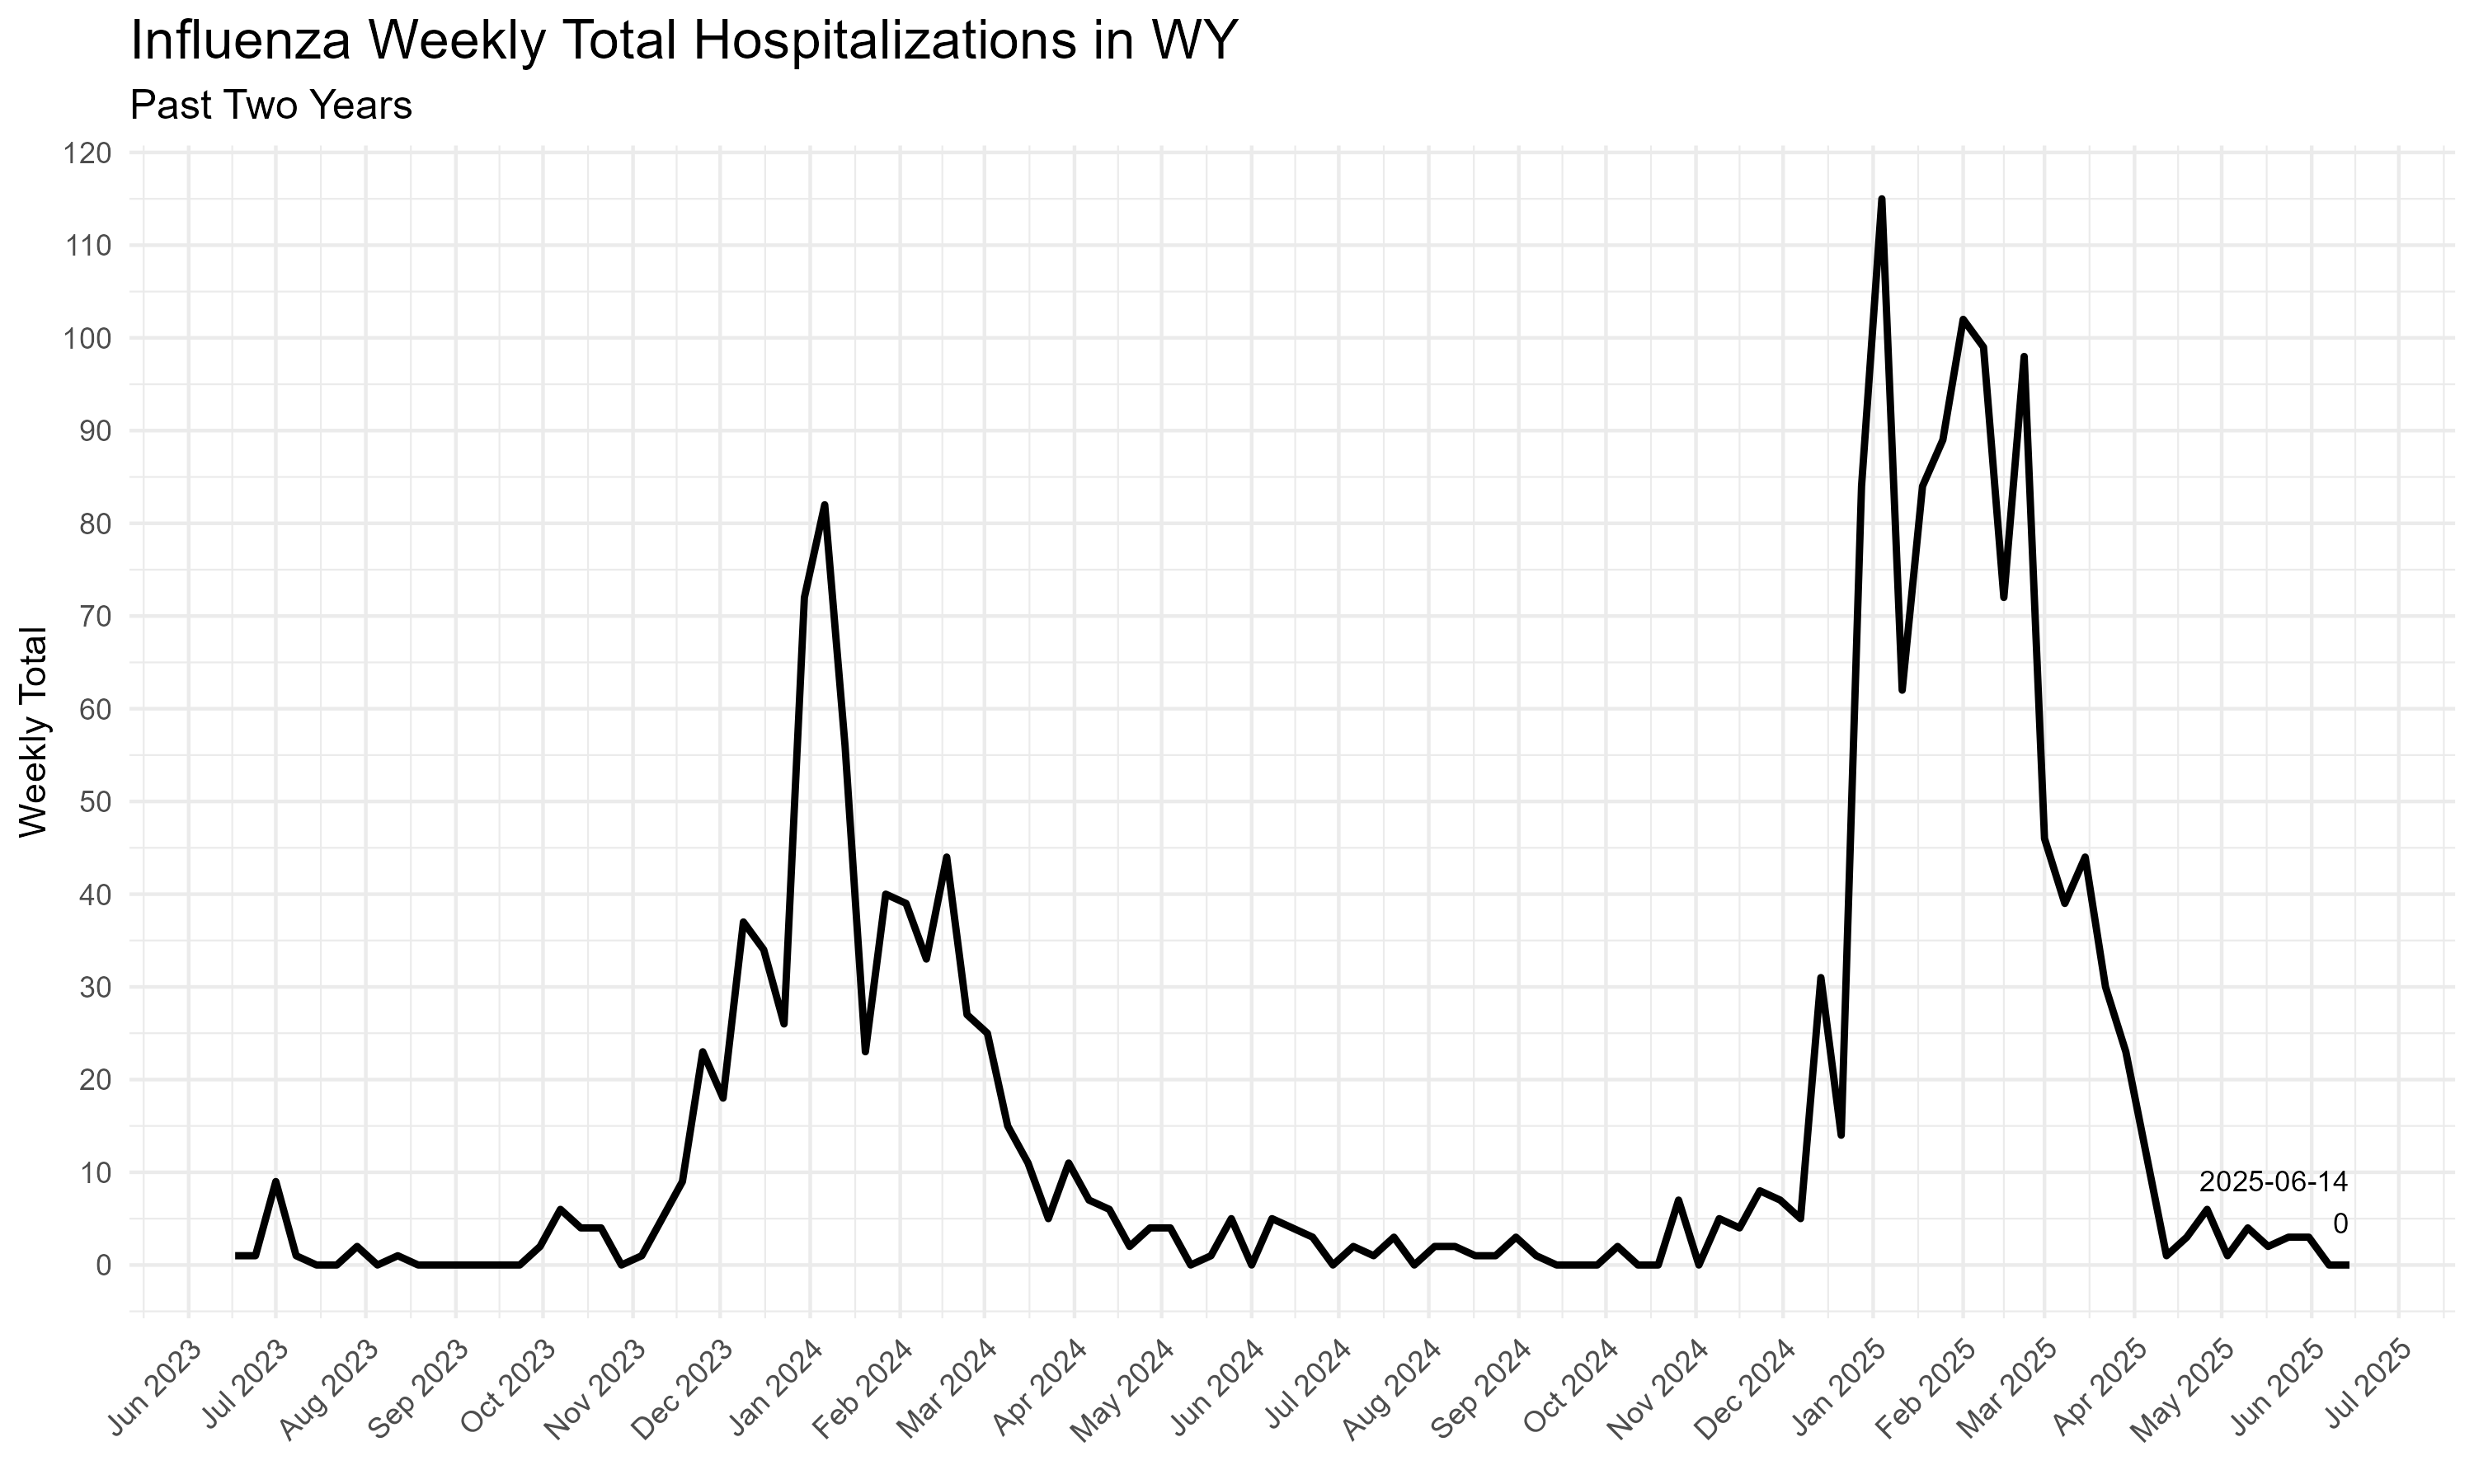 Influenza Weekly Total Hospitalizations in WY
Past Two Years
Weekly Total
120
110
100
90
80
70
60
50
40
30
20
10
0
2025-06-14
0
Jun 2023
Jul 2023
Aug 2023
Sep 2023
Oct 2023
Nov 2023
Dec 2023
Jan 2024
Feb 2024
Mar 2024
Apr 2024
May 2024
Jun 2024
Jul 2024
Aug 2024
Sep 2024
Oct 2024
Nov 2024
Dec 2024
Jan 2025
Feb 2025
Mar 2025
Apr 2025
May 2025
Jun 2025
Jul 2025